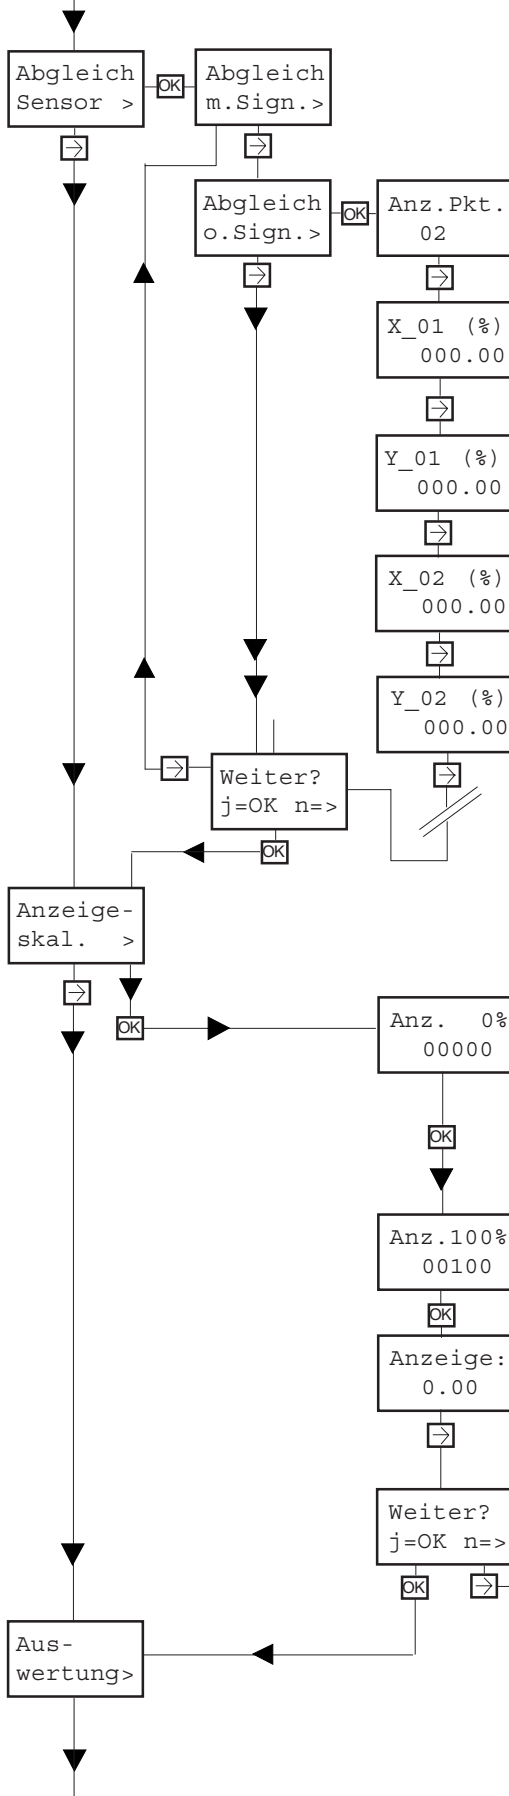 Abgleich
Sensor >
OK
Abgleich
m.Sign.>
Abgleich
o.Sign.>
OK
Anz.Pkt.
02
X_01 (%)
000.00
Y_01 (%)
000.00
X_02 (%)
000.00
Y_02 (%)
000.00
Weiter?
j=OK n=>
OK
Anzeige-
skal. >
OK
Anz. 0%
00000
OK
Anz.100%
00100
OK
Anzeige:
0.00
Weiter?
j=OK n=>
OK
Aus-
wertung>